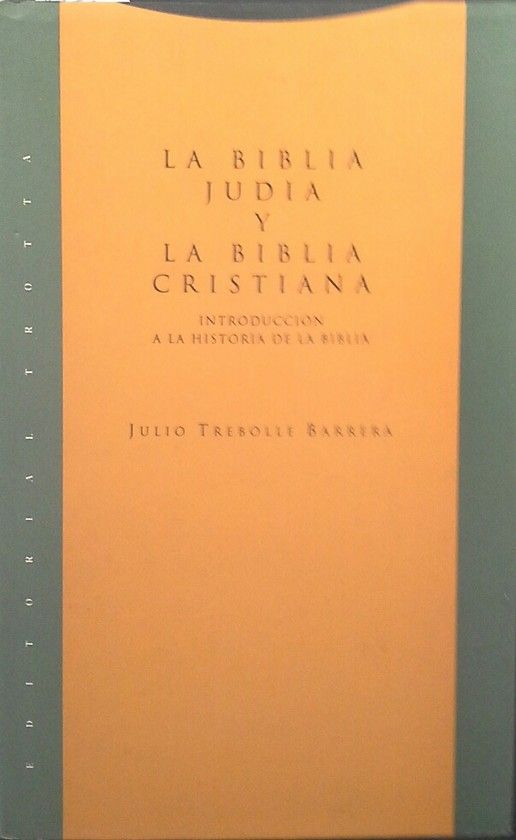 LA BIBLIA
JUDIA
Y
LA BIBLIA
CRISTIANA
INTRODUCCION
A LA HISTORIA DE LA BIBLIA
JULIO TREBOLLE BARRERA
EDITORIAL TROTTA